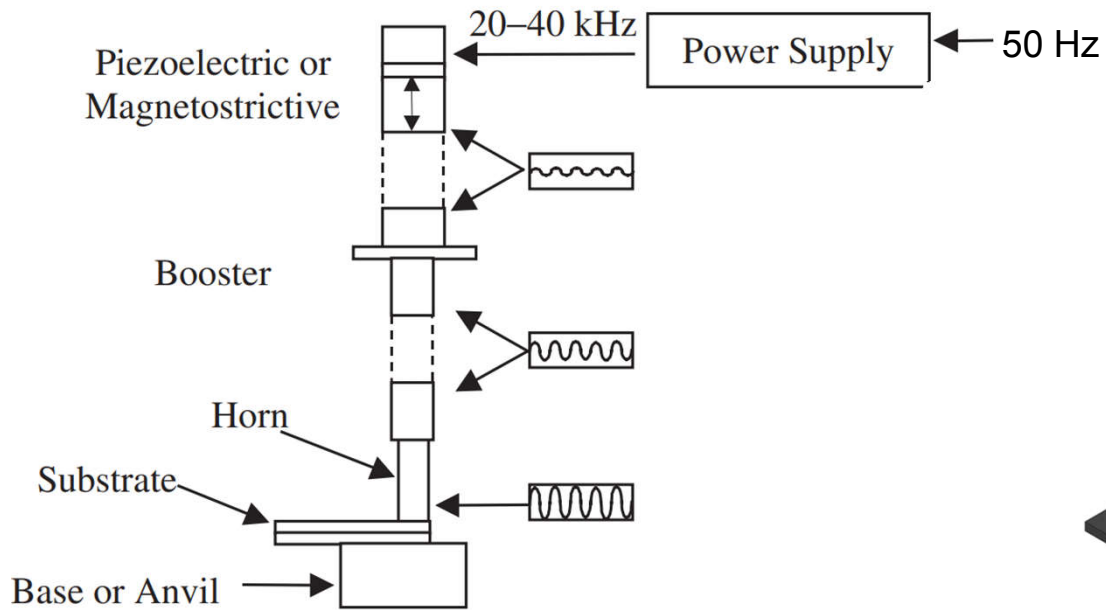 20–40 kHz
Power Supply
50 Hz
Piezoelectric or
Magnetostrictive
Booster
Horn
Substrate
Base or Anvil